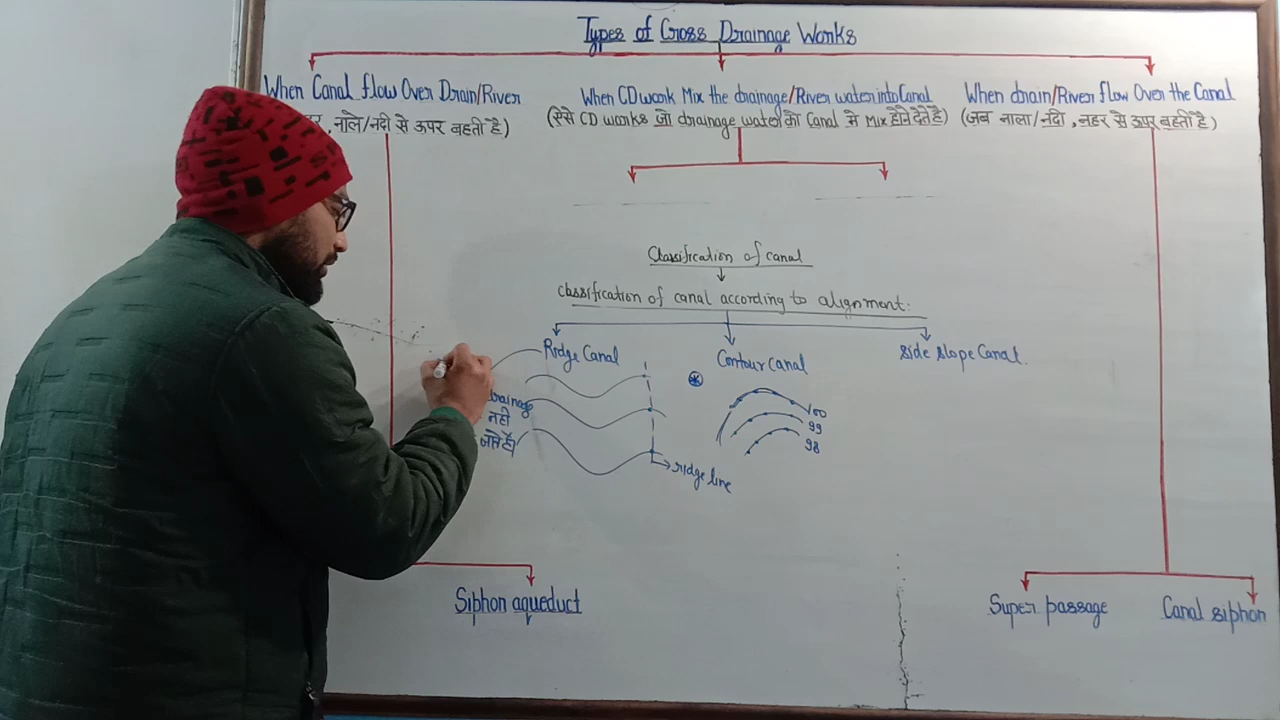 Types of Cross Drainage Works
When Canal flow Over Drain/River
, नाले/नदी से ऊपर बहती है)
When CD work Mix the drainage/River water into Canal
(ऐसे CD works जो drainage water को Canal में Mix होने देते है)
When drain/River flow Over the Canal
(जब नाला/नदी, नहर से ऊपर बहती है)
Classification of canal
Classification of canal according to alignment.
Ridge Canal
Contour Canal
Side slope Canal.
drainage
नही
ridge line
100
99
98
Siphon aqueduct
Super passage
Canal siphon